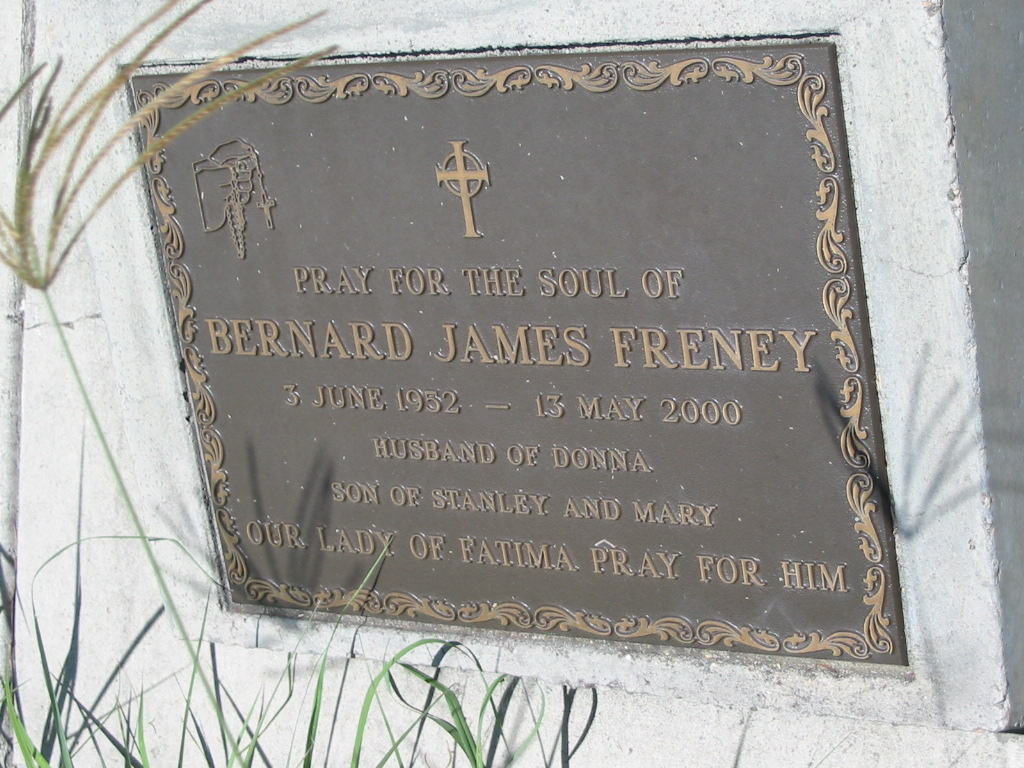 PRAY FOR THE SOUL OF
BERNARD JAMES FRENEY
3 JUNE 1952 — 13 MAY 2000
HUSBAND OF DONNA
SON OF STANLEY AND MARY
OUR LADY OF FATIMA PRAY FOR HIM